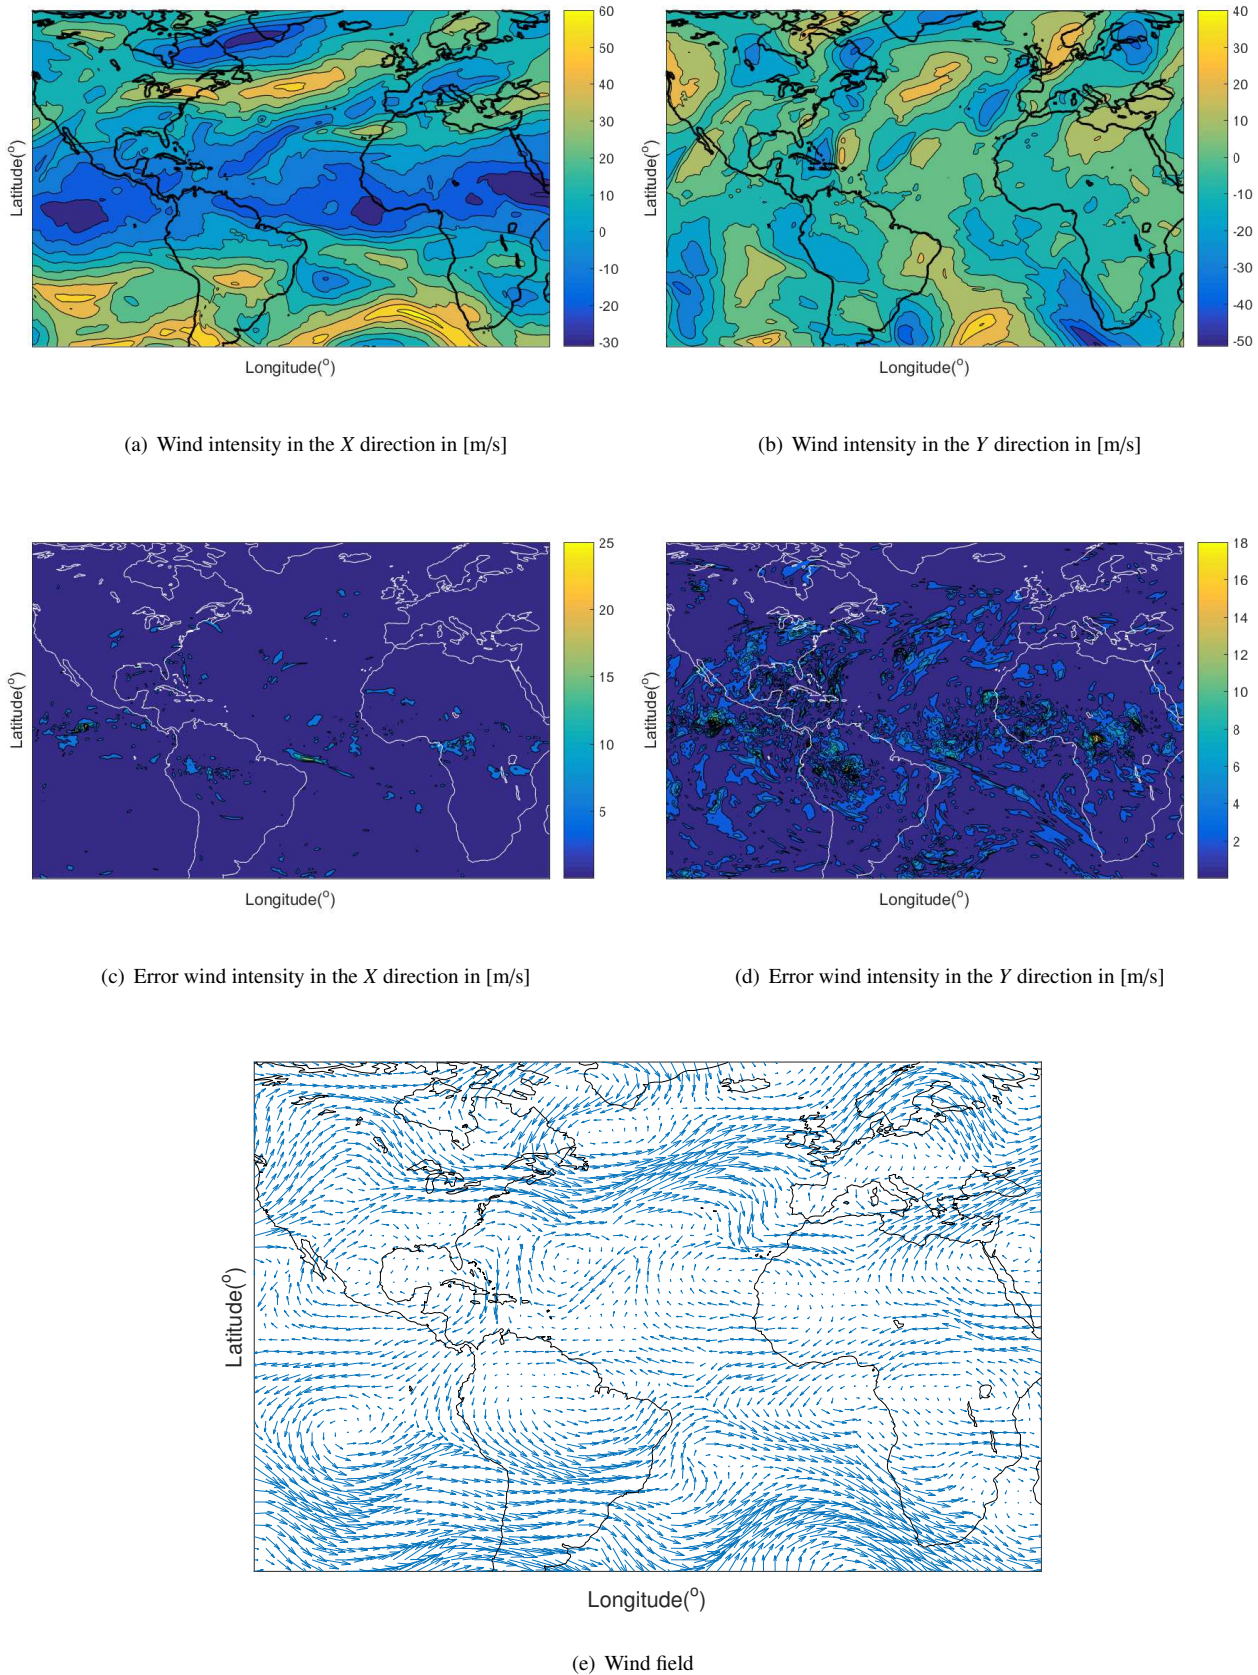 60
50
40
30
20
10
0
-10
-20
-30
Latitude(o)
Longitude(o)
40
30
20
10
0
-10
-20
-30
-40
-50
Latitude(o)
Longitude(o)
(a) Wind intensity in the X direction in [m/s]
(b) Wind intensity in the Y direction in [m/s]
25
20
15
10
5
Latitude(o)
Longitude(o)
18
16
14
12
10
8
6
4
2
Latitude(o)
Longitude(o)
(c) Error wind intensity in the X direction in [m/s]
(d) Error wind intensity in the Y direction in [m/s]
Latitude(o)
Longitude(o)
(e) Wind field